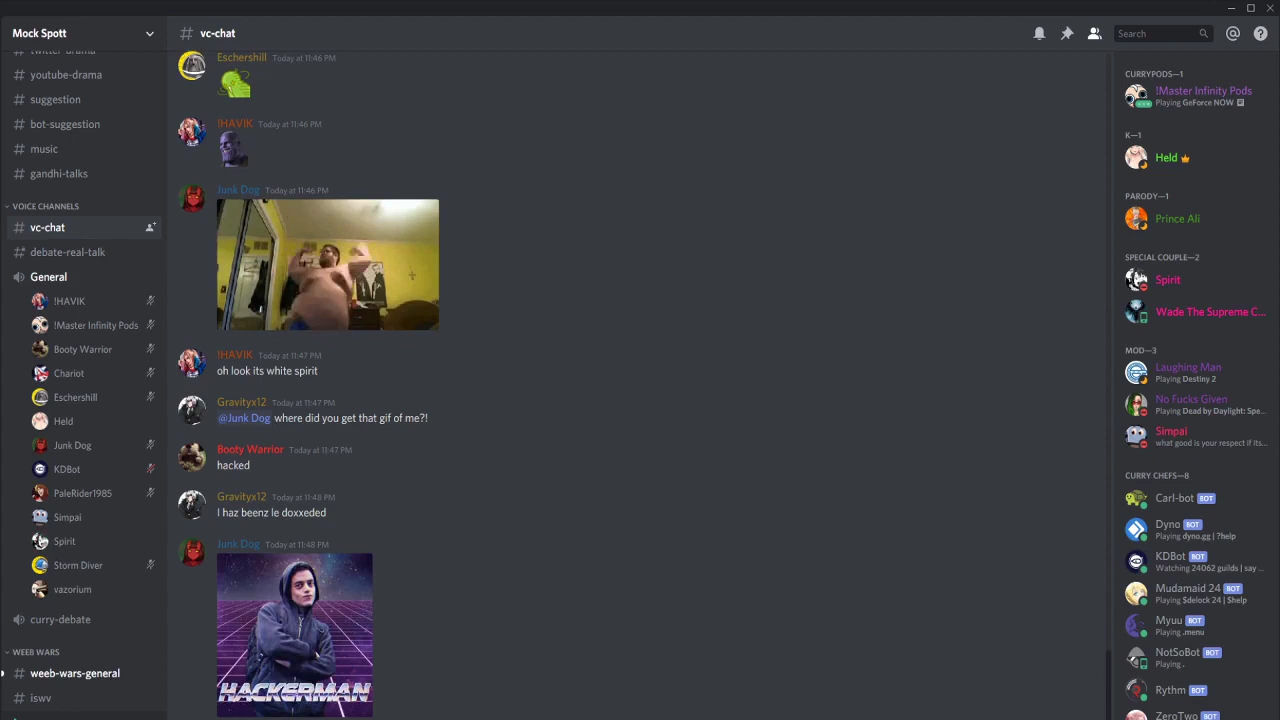 Mock Spott
twitter-drama
youtube-drama
suggestion
bot-suggestion
music
gandhi-talks
VOICE CHANNELS
vc-chat
debate-real-talk
General
!HAVIK
!Master Infinity Pods
Booty Warrior
Chariot
Eschershill
Held
Junk Dog
KDBot
PaleRider1985
Simpai
Spirit
Storm Diver
vazorium
curry-debate
WEEB WARS
weeb-wars-general
iswv
# vc-chat
Search
Eschershill Today at 11:46 PM
!HAVIK Today at 11:46 PM
Junk Dog Today at 11:46 PM
!HAVIK Today at 11:47 PM
oh look its white spirit
Gravityx12 Today at 11:47 PM
@Junk Dog where did you get that gif of me?!
Booty Warrior Today at 11:47 PM
hacked
Gravityx12 Today at 11:48 PM
I haz beenz le doxxeded
Junk Dog Today at 11:48 PM
HACKERMAN
CURRYPODS—1
!Master Infinity Pods
Playing GeForce NOW
K—1
Held
PARODY—1
Prince Ali
SPECIAL COUPLE—2
Spirit
Wade The Supreme C...
MOD—3
Laughing Man
Playing Destiny 2
No Fucks Given
Playing Dead by Daylight: Spe...
Simpai
what good is your respect if its...
CURRY CHEFS—8
Carl-bot BOT
Dyno BOT
Playing dyno.gg | ?help
KDBot BOT
Watching 24062 guilds | say ...
Mudamaid 24 BOT
Playing $delock 24 | $help
Myuu BOT
Playing .menu
NotSoBot BOT
Playing .
Rythm BOT
ZeroTwo BOT